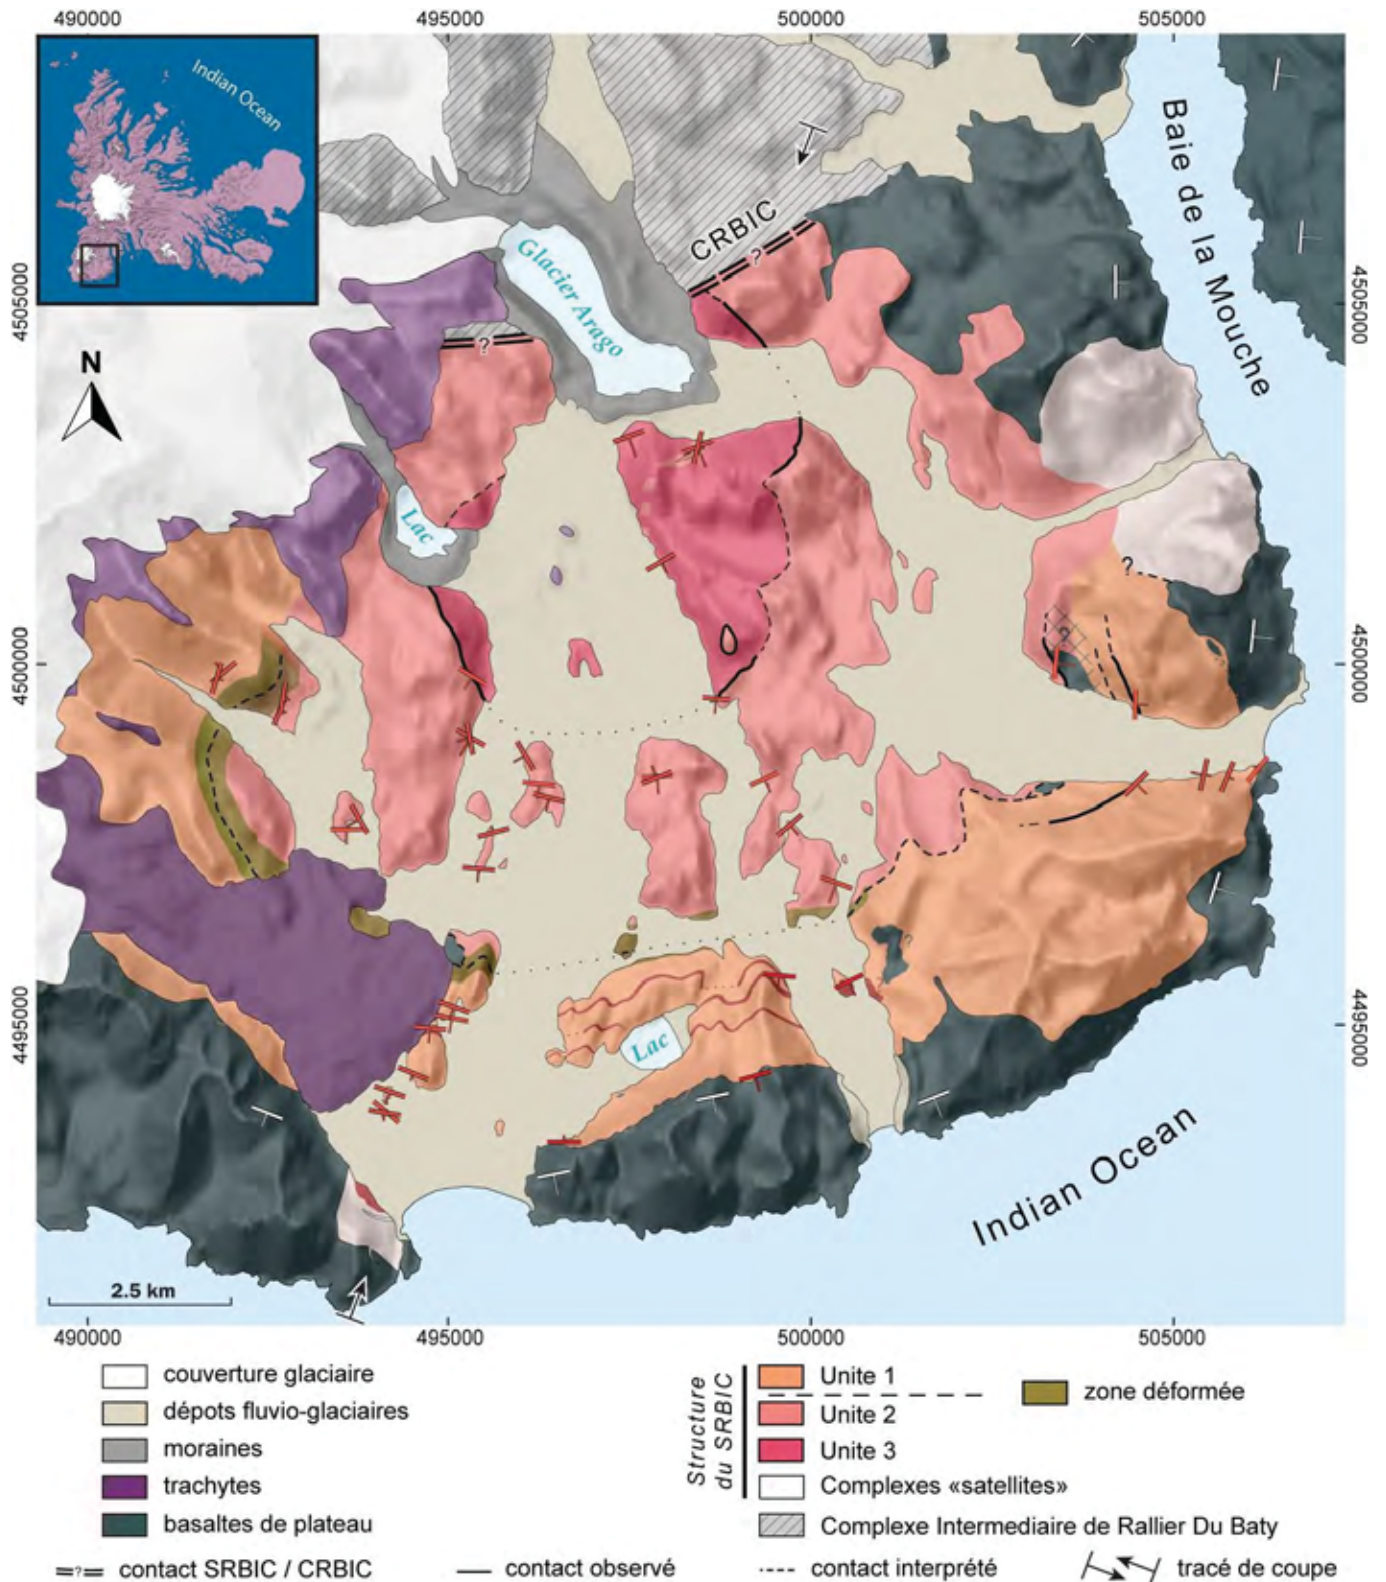 490000
495000
500000
505000
Indian Ocean
Baie de la Mouche
CRBIC
?
Glacier Arago
?
4505000
4505000
N
Lac
?
?
4500000
4500000
?
4495000
4495000
Lac
Indian Ocean
2.5 km
490000
495000
500000
505000
couverture glaciaire
dépots fluvio-glaciaires
moraines
trachytes
basaltes de plateau
Structure du SRBIC
Unite 1
Unite 2
Unite 3
Complexes «satellites»
zone déformée
Complexe Intermediaire de Rallier Du Baty
=?= contact SRBIC / CRBIC
contact observé
contact interprété
tracé de coupe